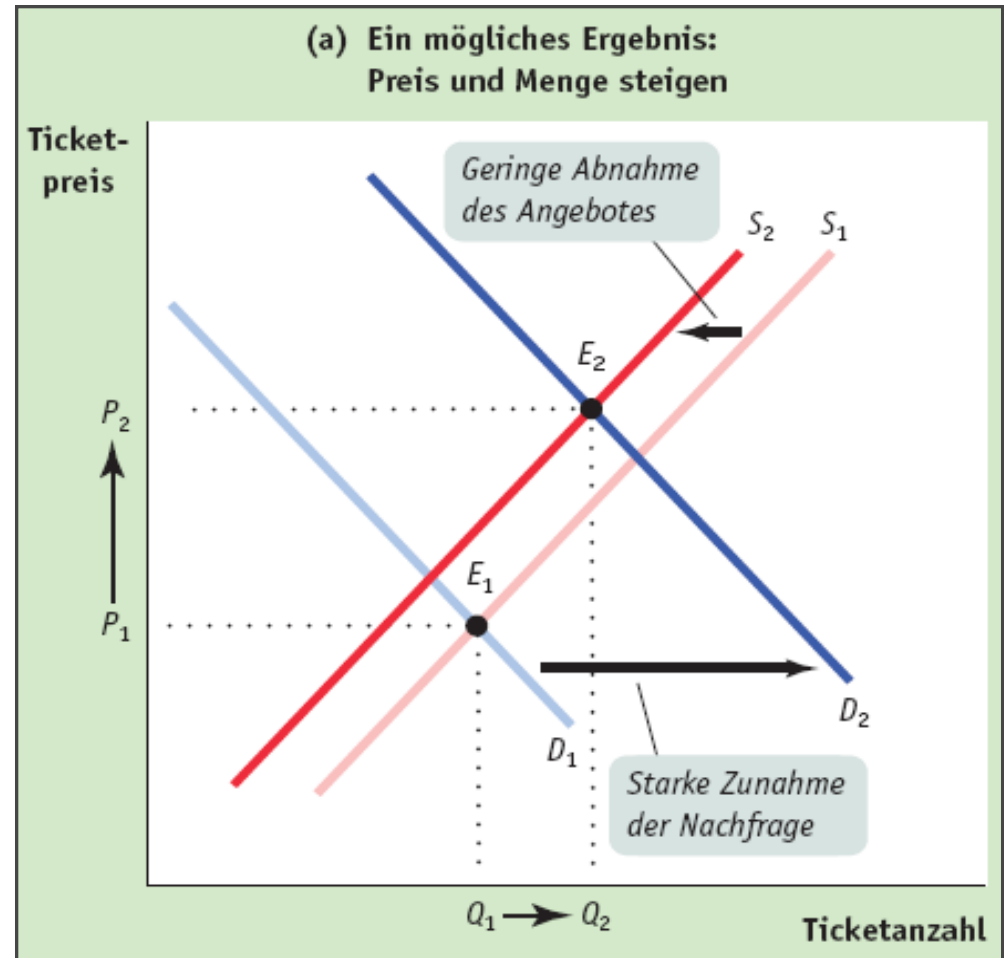 (a) Ein mögliches Ergebnis:
Preis und Menge steigen
Ticket-
preis
Geringe Abnahme
des Angebotes
S₂
S₁
E₂
P₂
E₁
P₁
D₂
D₁
Starke Zunahme
der Nachfrage
Q₁
Q₂
Ticketanzahl